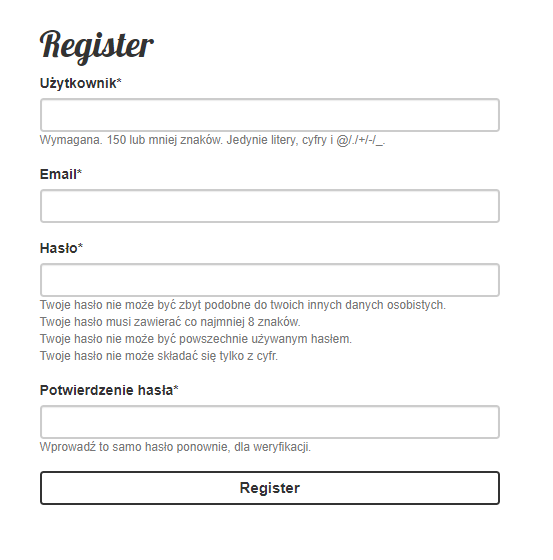 Register
Użytkownik*
Wymagana. 150 lub mniej znaków. Jedynie litery, cyfry i @/./+/-/_.
Email*
Hasło*
Twoje hasło nie może być zbyt podobne do twoich innych danych osobistych.
Twoje hasło musi zawierać co najmniej 8 znaków.
Twoje hasło nie może być powszechnie używanym hasłem.
Twoje hasło nie może składać się tylko z cyfr.
Potwierdzenie hasła*
Wprowadź to samo hasło ponownie, dla weryfikacji.
Register